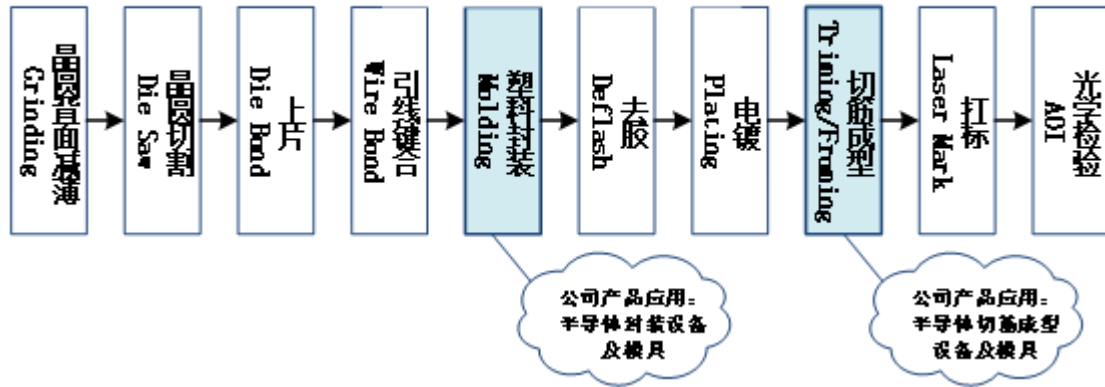 晶圆背面减薄
Grinding
晶圆切割
Die Saw
上片
Die Bond
引线键合
Wire Bond
塑料封装
Molding
去胶
Deflash
电镀
Plating
切筋成型
Triming/Fruming
打标
Laser Mark
光学检验
AOI
公司产品应用:
半导体封装设备
及模具
公司产品应用:
半导体切筋成型
设备及模具